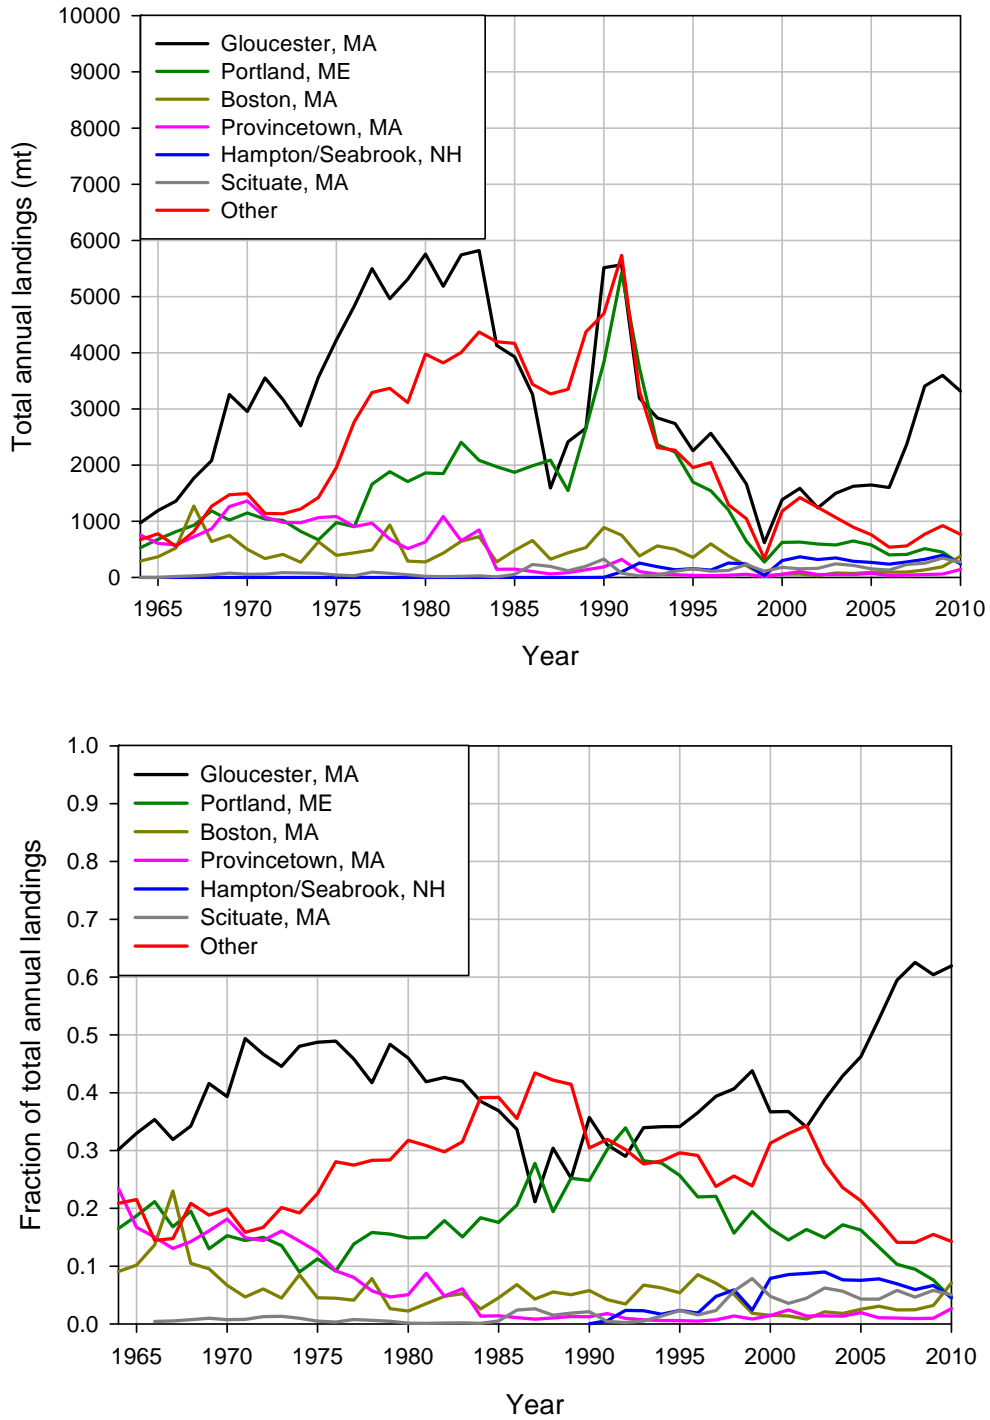 10000
9000
8000
7000
6000
5000
4000
3000
2000
1000
0
Total annual landings (mt)
Gloucester, MA
Portland, ME
Boston, MA
Provincetown, MA
Hampton/Seabrook, NH
Scituate, MA
Other
1965 1970 1975 1980 1985 1990 1995 2000 2005 2010
Year
1.0
0.9
0.8
0.7
0.6
0.5
0.4
0.3
0.2
0.1
0.0
Fraction of total annual landings
Gloucester, MA
Portland, ME
Boston, MA
Provincetown, MA
Hampton/Seabrook, NH
Scituate, MA
Other
1965 1970 1975 1980 1985 1990 1995 2000 2005 2010
Year